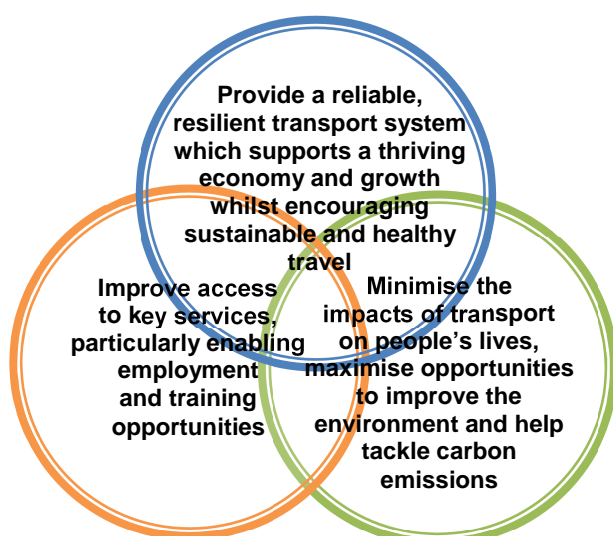 Provide a reliable,
resilient transport system
which supports a thriving
economy and growth
whilst encouraging
sustainable and healthy
travel
Improve access
to key services,
particularly enabling
employment
and training
opportunities
Minimise the
impacts of transport
on people’s lives,
maximise opportunities
to improve the
environment and help
tackle carbon
emissions